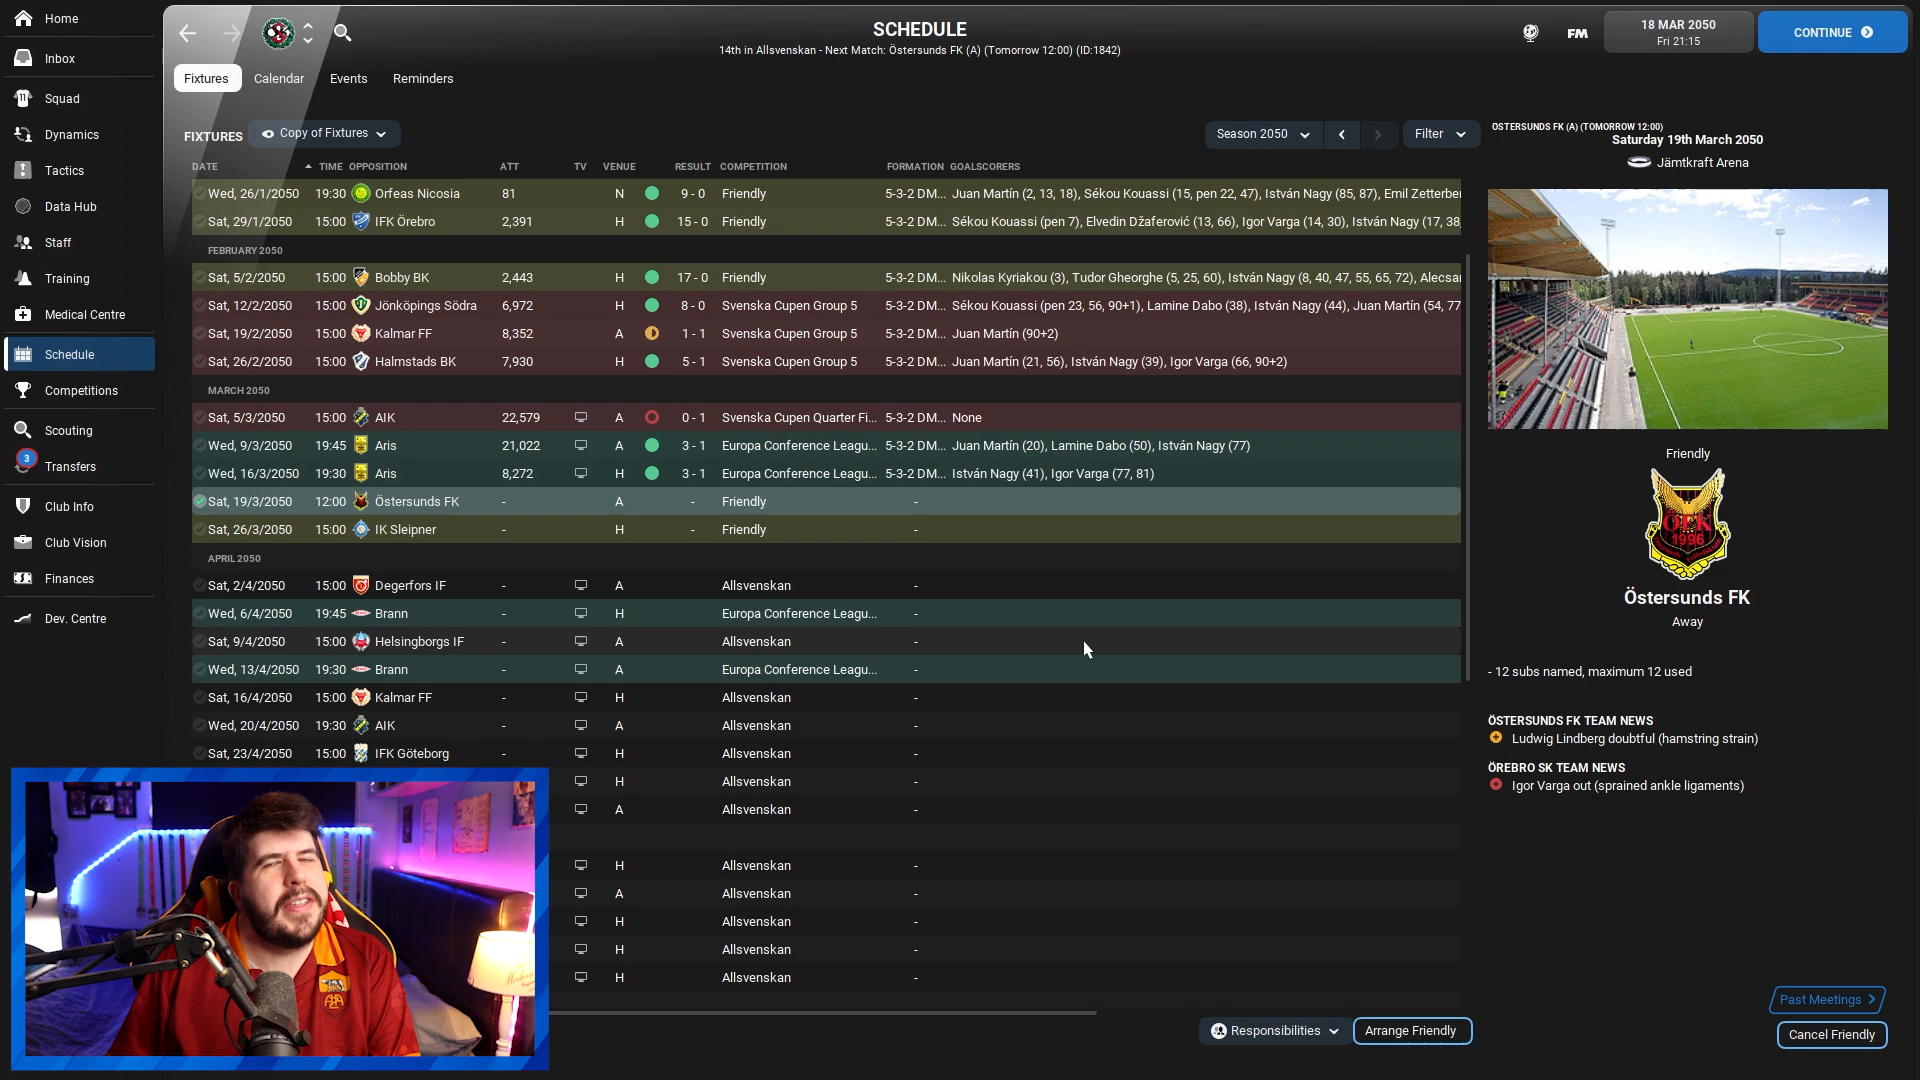 Home
Inbox
Squad
Dynamics
Tactics
Data Hub
Staff
Training
Medical Centre
Schedule
Competitions
Scouting
3
Transfers
Club Info
Club Vision
Finances
Dev. Centre
SCHEDULE
14th in Allsvenskan - Next Match: Östersunds FK (A) (Tomorrow 12:00) (ID:1842)
FM
18 MAR 2050
Fri 21:15
CONTINUE
Fixtures Calendar Events Reminders
FIXTURES Copy of Fixtures
Season 2050
Filter
DATE TIME OPPOSITION ATT TV VENUE RESULT COMPETITION FORMATION GOALSCORERS
Wed, 26/1/2050 19:30 Orfeas Nicosia 81 N 9 - 0 Friendly 5-3-2 DM... Juan Martín (2, 13, 18), Sékou Kouassi (15, pen 22, 47), István Nagy (85, 87), Emil Zetterber
Sat, 29/1/2050 15:00 IFK Örebro 2,391 H 15 - 0 Friendly 5-3-2 DM... Sékou Kouassi (pen 7), Elvedin Džaferović (13, 66), Igor Varga (14, 30), István Nagy (17, 38,
FEBRUARY 2050
Sat, 5/2/2050 15:00 Bobby BK 2,443 H 17 - 0 Friendly 5-3-2 DM... Nikolas Kyriakou (3), Tudor Gheorghe (5, 25, 60), István Nagy (8, 40, 47, 55, 65, 72), Alecsa
Sat, 12/2/2050 15:00 Jönköpings Södra 6,972 H 8 - 0 Svenska Cupen Group 5 5-3-2 DM... Sékou Kouassi (pen 23, 56, 90+1), Lamine Dabo (38), István Nagy (44), Juan Martín (54, 77
Sat, 19/2/2050 15:00 Kalmar FF 8,352 A 1 - 1 Svenska Cupen Group 5 5-3-2 DM... Juan Martín (90+2)
Sat, 26/2/2050 15:00 Halmstads BK 7,930 H 5 - 1 Svenska Cupen Group 5 5-3-2 DM... Juan Martín (21, 56), István Nagy (39), Igor Varga (66, 90+2)
MARCH 2050
Sat, 5/3/2050 15:00 AIK 22,579 A 0 - 1 Svenska Cupen Quarter Fi... 5-3-2 DM... None
Wed, 9/3/2050 19:45 Aris 21,022 A 3 - 1 Europa Conference Leagu... 5-3-2 DM... Juan Martín (20), Lamine Dabo (50), István Nagy (77)
Wed, 16/3/2050 19:30 Aris 8,272 H 3 - 1 Europa Conference Leagu... 5-3-2 DM... István Nagy (41), Igor Varga (77, 81)
Sat, 19/3/2050 12:00 Östersunds FK - A - Friendly -
Sat, 26/3/2050 15:00 IK Sleipner - H - Friendly -
APRIL 2050
Sat, 2/4/2050 15:00 Degerfors IF - A Allsvenskan -
Wed, 6/4/2050 19:45 Brann - H Europa Conference Leagu... -
Sat, 9/4/2050 15:00 Helsingborgs IF - A Allsvenskan -
Wed, 13/4/2050 19:30 Brann - A Europa Conference Leagu... -
Sat, 16/4/2050 15:00 Kalmar FF - H Allsvenskan -
Wed, 20/4/2050 19:30 AIK - A Allsvenskan -
Sat, 23/4/2050 15:00 IFK Göteborg - H Allsvenskan -
H Allsvenskan -
A Allsvenskan -
H Allsvenskan -
A Allsvenskan -
H Allsvenskan -
H Allsvenskan -
H Allsvenskan -
Responsibilities
Arrange Friendly
OSTERSUNDS FK (A) (TOMORROW 12:00)
Saturday 19th March 2050
Jämtkraft Arena
Friendly
ÖFK
1996
Östersunds FK
Away
- 12 subs named, maximum 12 used
ÖSTERSUNDS FK TEAM NEWS
Ludwig Lindberg doubtful (hamstring strain)
ÖREBRO SK TEAM NEWS
Igor Varga out (sprained ankle ligaments)
Past Meetings
Cancel Friendly